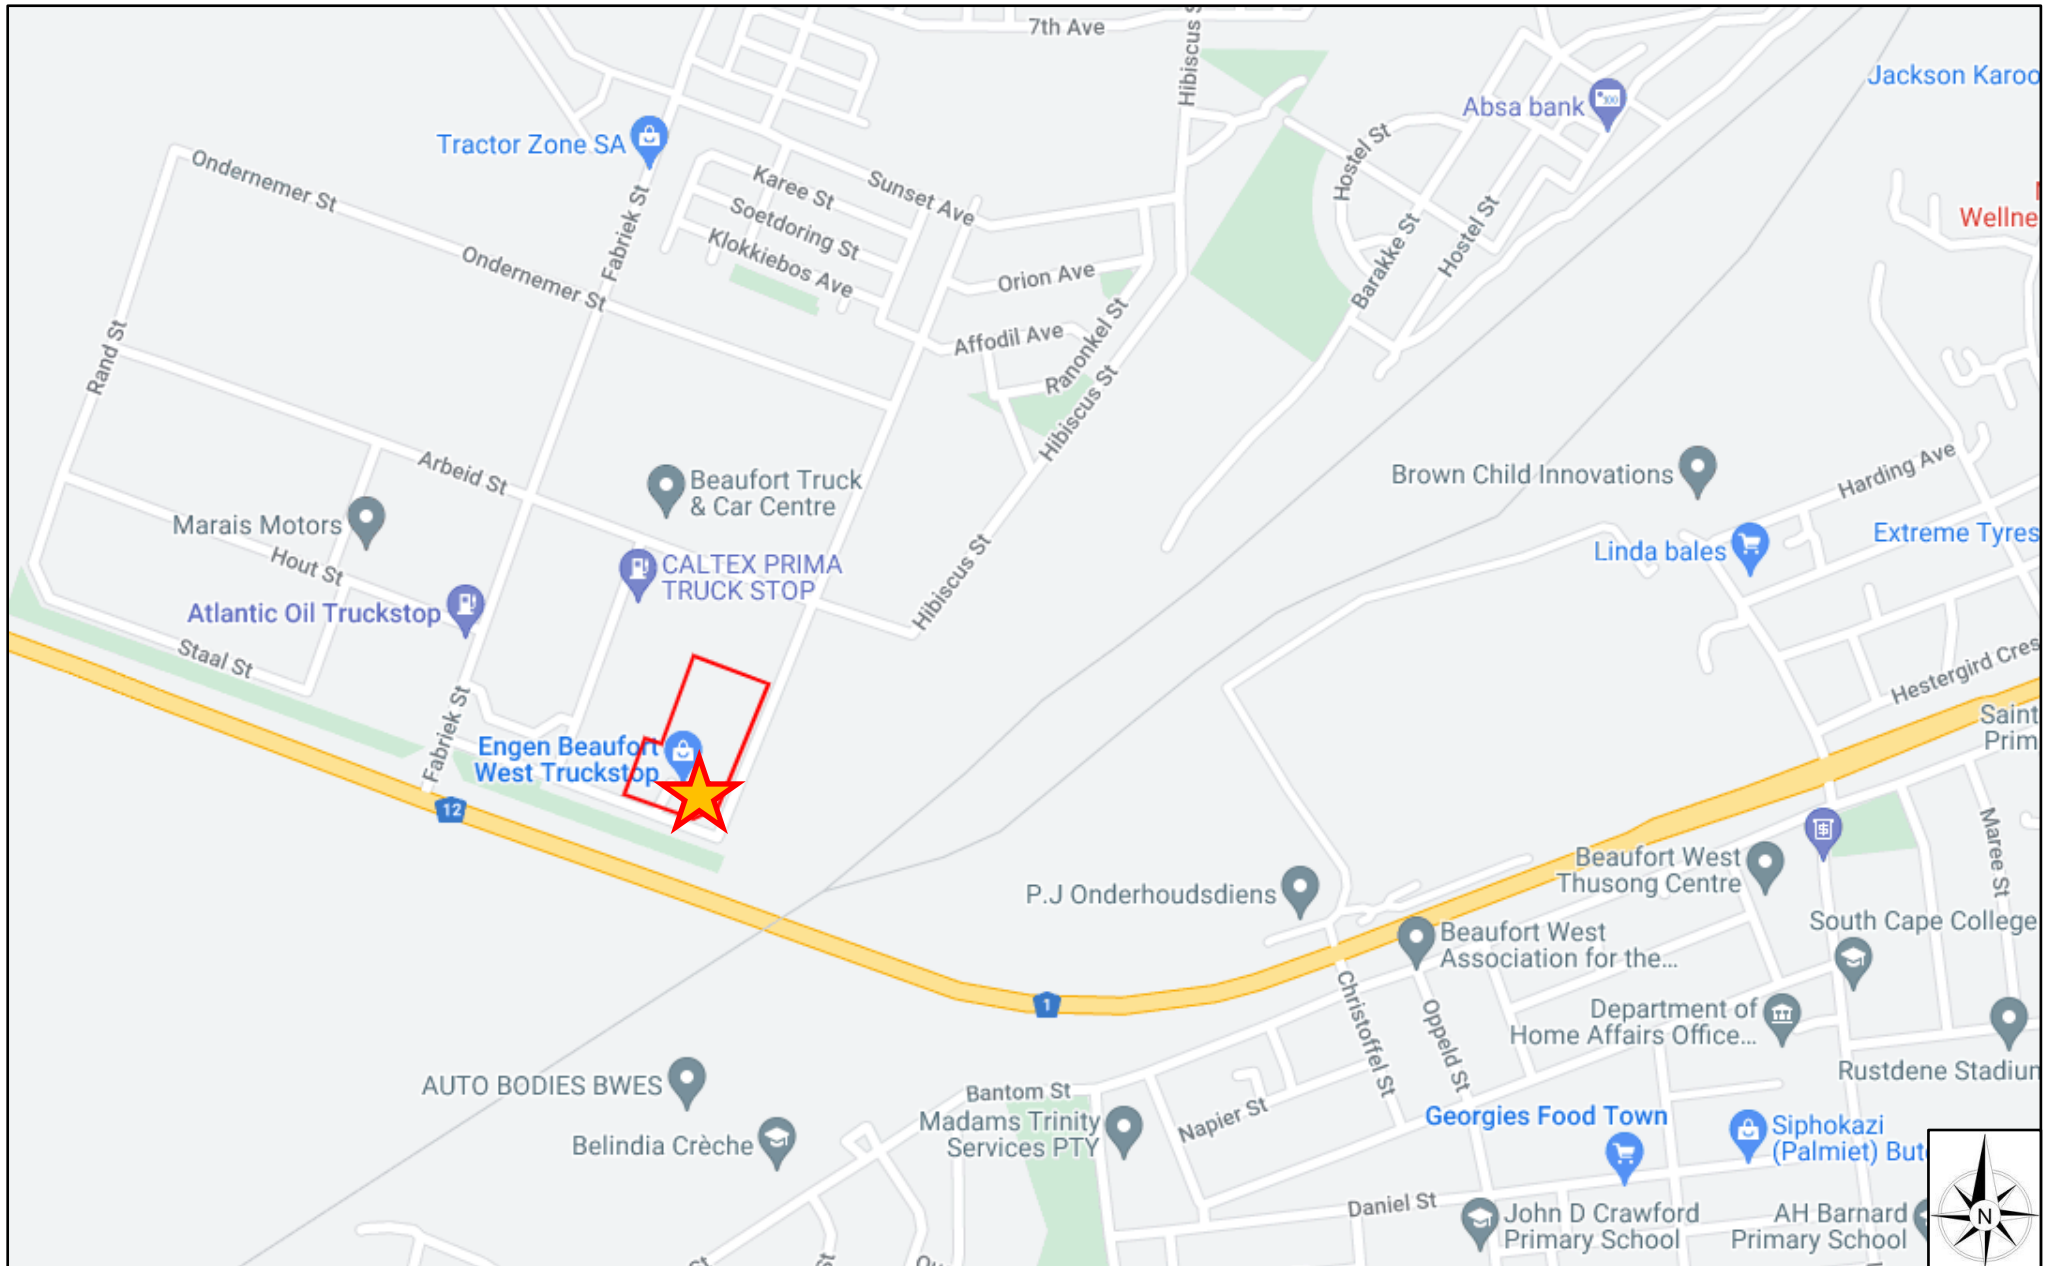 7th Ave
Hibiscus S
Jackson Karoo
Absa bank
Tractor Zone SA
Hostel St
Ondernemer St
Karee St
Sunset Ave
Wellne
Soetdoring St
Fabriek St
Klokkiebos Ave
Barakke St
Hostel St
Ondernemer St
Orion Ave
Rand St
Affodil Ave
Ranonkel St
Hibiscus St
Arbeid St
Beaufort Truck
& Car Centre
Brown Child Innovations
Harding Ave
Marais Motors
Hout St
CALTEX PRIMA
TRUCK STOP
Hibiscus St
Linda bales
Extreme Tyres
Atlantic Oil Truckstop
Staal St
Hestergird Cres
Fabriek St
Saint
Prim
Engen Beaufort
West Truckstop
12
Maree St
Beaufort West
Thusong Centre
P.J Onderhoudsdiens
South Cape College
Beaufort West
Association for the...
1
Christoffel St
Oppeld St
Department of
Home Affairs Office...
AUTO BODIES BWES
Rustdene Stadiun
Bantom St
Madams Trinity
Services PTY
Napier St
Georgies Food Town
Siphokazi
(Palmiet) But
Belindia Crèche
Daniel St
John D Crawford
Primary School
AH Barnard
Primary School
N